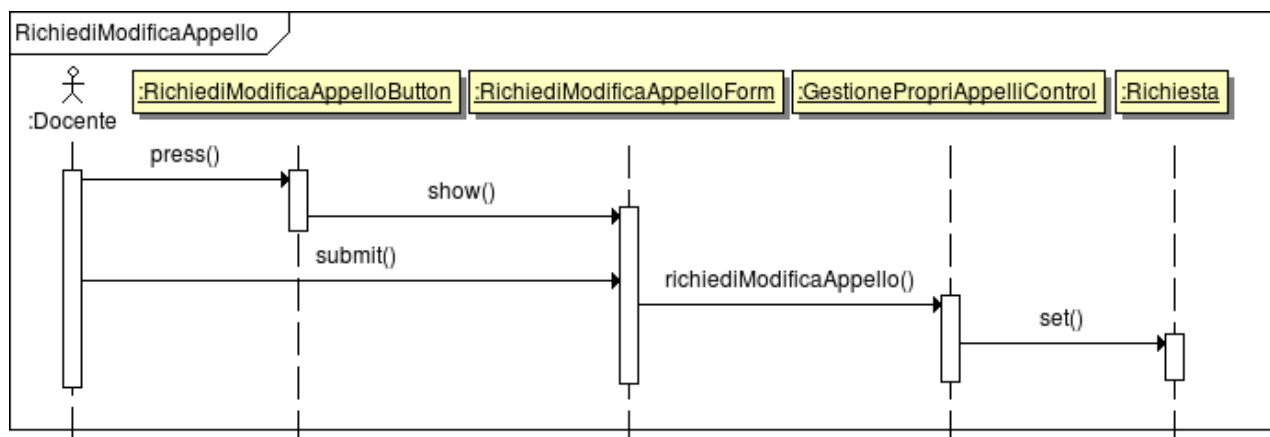 RichiediModificaAppello
:Docente
:RichiediModificaAppelloButton
:RichiediModificaAppelloForm
:GestionePropriAppelliControl
:Richiesta
press()
show()
submit()
richiediModificaAppello()
set()